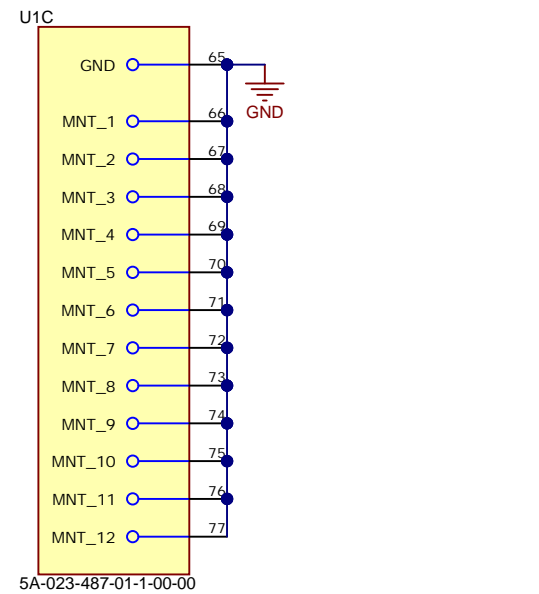 U1C
GND 65
GND
MNT_1 66
MNT_2 67
MNT_3 68
MNT_4 69
MNT_5 70
MNT_6 71
MNT_7 72
MNT_8 73
MNT_9 74
MNT_10 75
MNT_11 76
MNT_12 77
5A-023-487-01-1-00-00